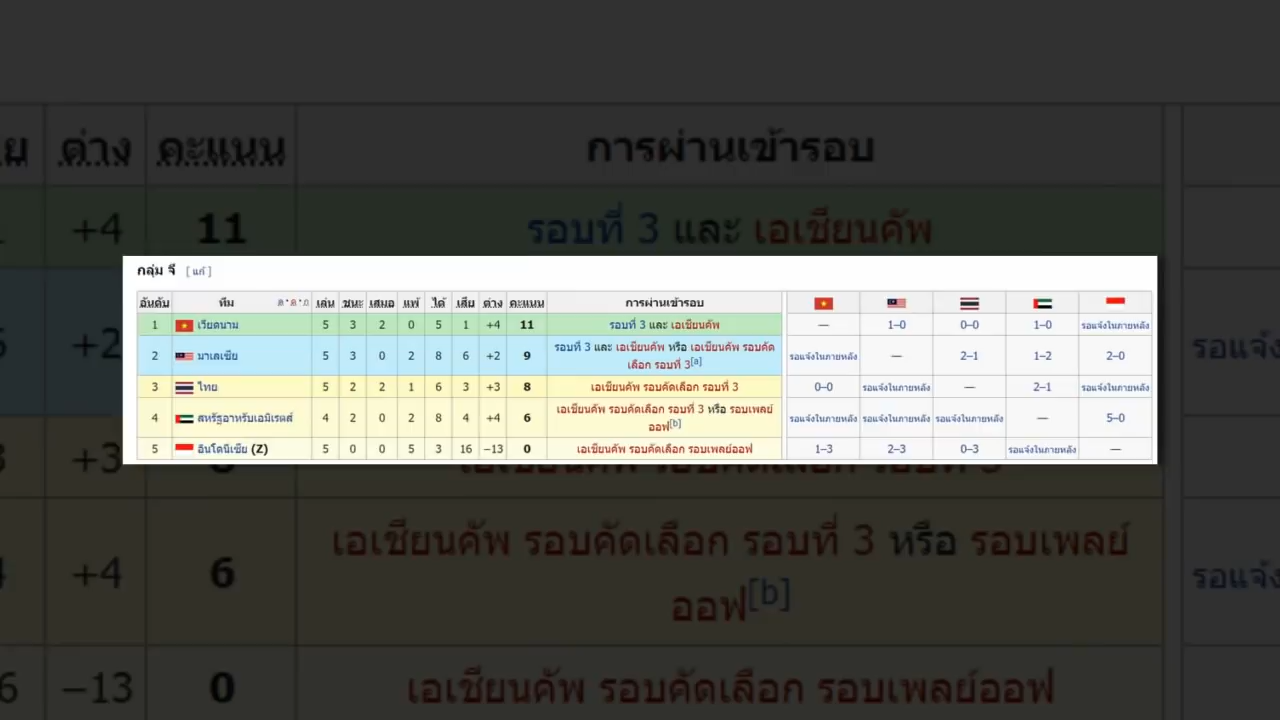 ย ต่าง คะแนน การผ่านเข้ารอบ
+4 11 รอบที่ 3 และ เอเชียนคัพ
กลุ่ม จี [ แก้ ]
อันดับ ทีม ด · ค · ก เล่น ชนะ เสมอ แพ้ ได้ เสีย ต่าง คะแนน การผ่านเข้ารอบ
1 เวียดนาม 5 3 2 0 5 1 +4 11 รอบที่ 3 และ เอเชียนคัพ — 1–0 0–0 1–0 รอแจ้งในภายหลัง
2 มาเลเซีย 5 3 0 2 8 6 +2 9 รอบที่ 3 และ เอเชียนคัพ หรือ เอเชียนคัพ รอบคัด
เลือก รอบที่ 3[a] รอแจ้งในภายหลัง — 2–1 1–2 2–0
3 ไทย 5 2 2 1 6 3 +3 8 เอเชียนคัพ รอบคัดเลือก รอบที่ 3 0–0 รอแจ้งในภายหลัง — 2–1 รอแจ้งในภายหลัง
4 สหรัฐอาหรับเอมิเรตส์ 4 2 0 2 8 4 +4 6 เอเชียนคัพ รอบคัดเลือก รอบที่ 3 หรือ รอบเพลย์
ออฟ[b] รอแจ้งในภายหลัง รอแจ้งในภายหลัง รอแจ้งในภายหลัง — 5–0
5 อินโดนีเซีย (Z) 5 0 0 5 3 16 −13 0 เอเชียนคัพ รอบคัดเลือก รอบเพลย์ออฟ 1–3 2–3 0–3 รอแจ้งในภายหลัง —
+2
+3
+4 6 เอเชียนคัพ รอบคัดเลือก รอบที่ 3 หรือ รอบเพลย์
ออฟ[b]
6 −13 0 เอเชียนคัพ รอบคัดเลือก รอบเพลย์ออฟ